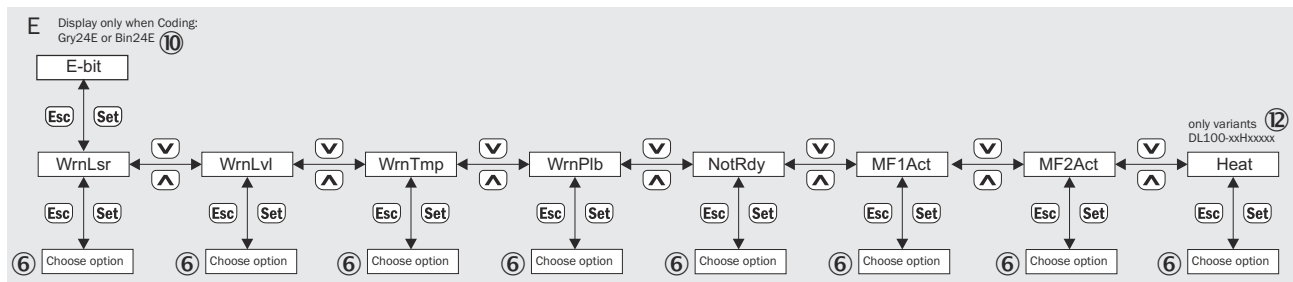 E Display only when Coding:
Gry24E or Bin24E ⑩
E-bit
Esc Set
only variants ⑫
DL100-xxHxxxxx
WrnLsr WrnLvl WrnTmp WrnPlb NotRdy MF1Act MF2Act Heat
Esc Set Esc Set Esc Set Esc Set Esc Set Esc Set Esc Set Esc Set
⑥ Choose option ⑥ Choose option ⑥ Choose option ⑥ Choose option ⑥ Choose option ⑥ Choose option ⑥ Choose option ⑥ Choose option